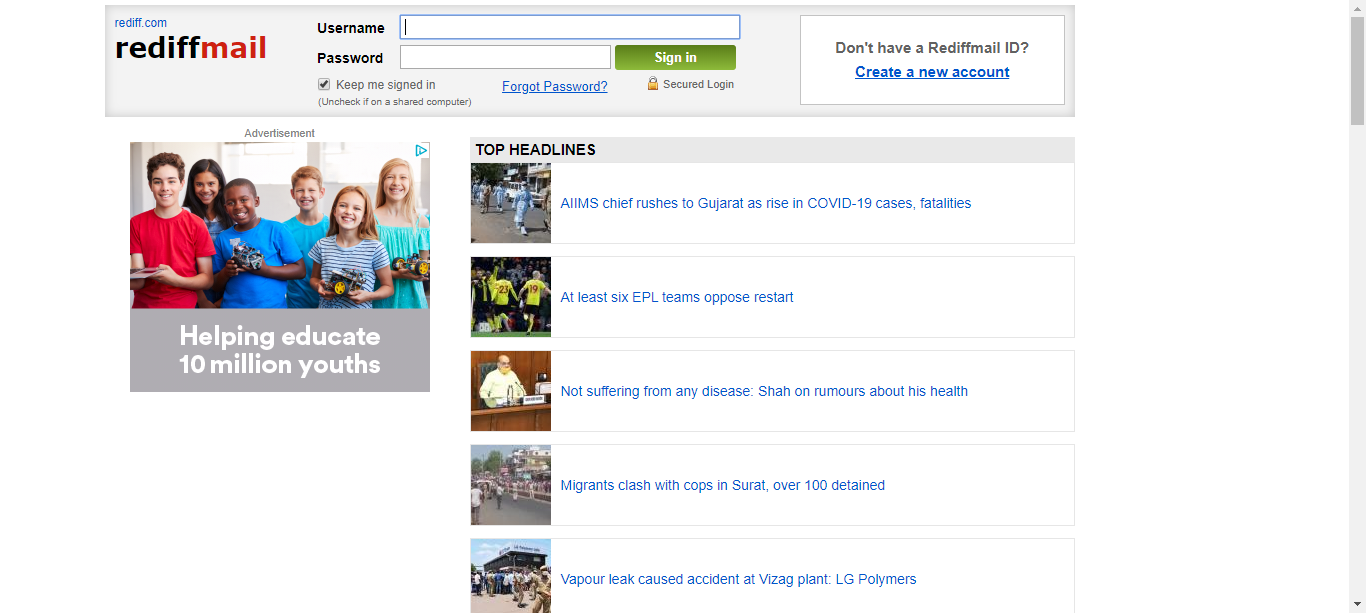 rediff.com
rediffmail
Username
Password
Sign in
Keep me signed in
(Uncheck if on a shared computer)
Forgot Password?
Secured Login
Don't have a Rediffmail ID?
Create a new account
Advertisement
Helping educate
10 million youths
TOP HEADLINES
AIIMS chief rushes to Gujarat as rise in COVID-19 cases, fatalities
23
19
At least six EPL teams oppose restart
Not suffering from any disease: Shah on rumours about his health
Migrants clash with cops in Surat, over 100 detained
Vapour leak caused accident at Vizag plant: LG Polymers